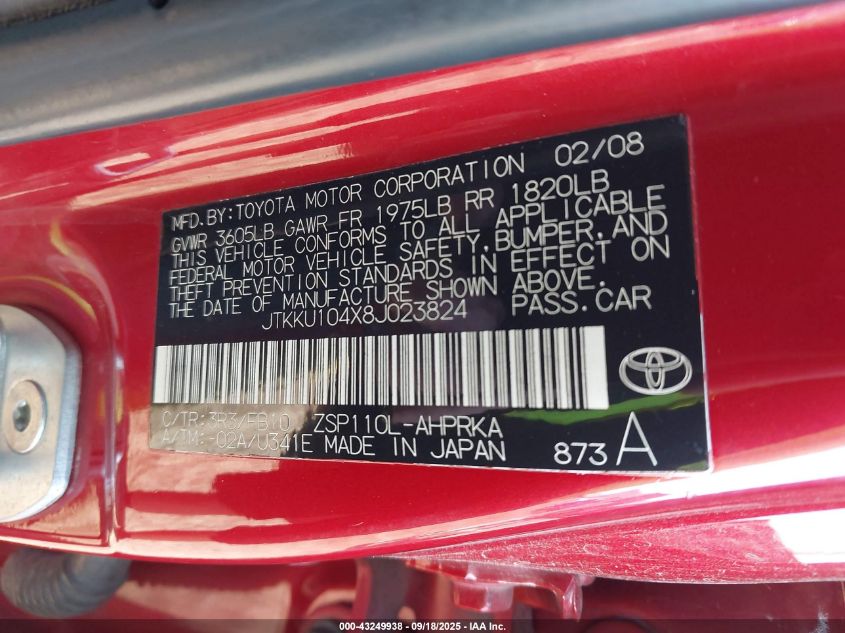 MFD.BY:TOYOTA MOTOR CORPORATION 02/08
GVWR 3605LB GAWR FR 1975LB RR 1820LB
THIS VEHICLE CONFORMS TO ALL APPLICABLE
FEDERAL MOTOR VEHICLE SAFETY,BUMPER,AND
THEFT PREVENTION STANDARDS IN EFFECT ON
THE DATE OF MANUFACTURE SHOWN ABOVE.
JTKKU104X8J023824 PASS.CAR
C/TR:3R3/FB10 ZSP110L-AHPRKA
A/TM:-02A/U341E MADE IN JAPAN 873 A
000-43249938 - 09/18/2025 - IAA Inc.